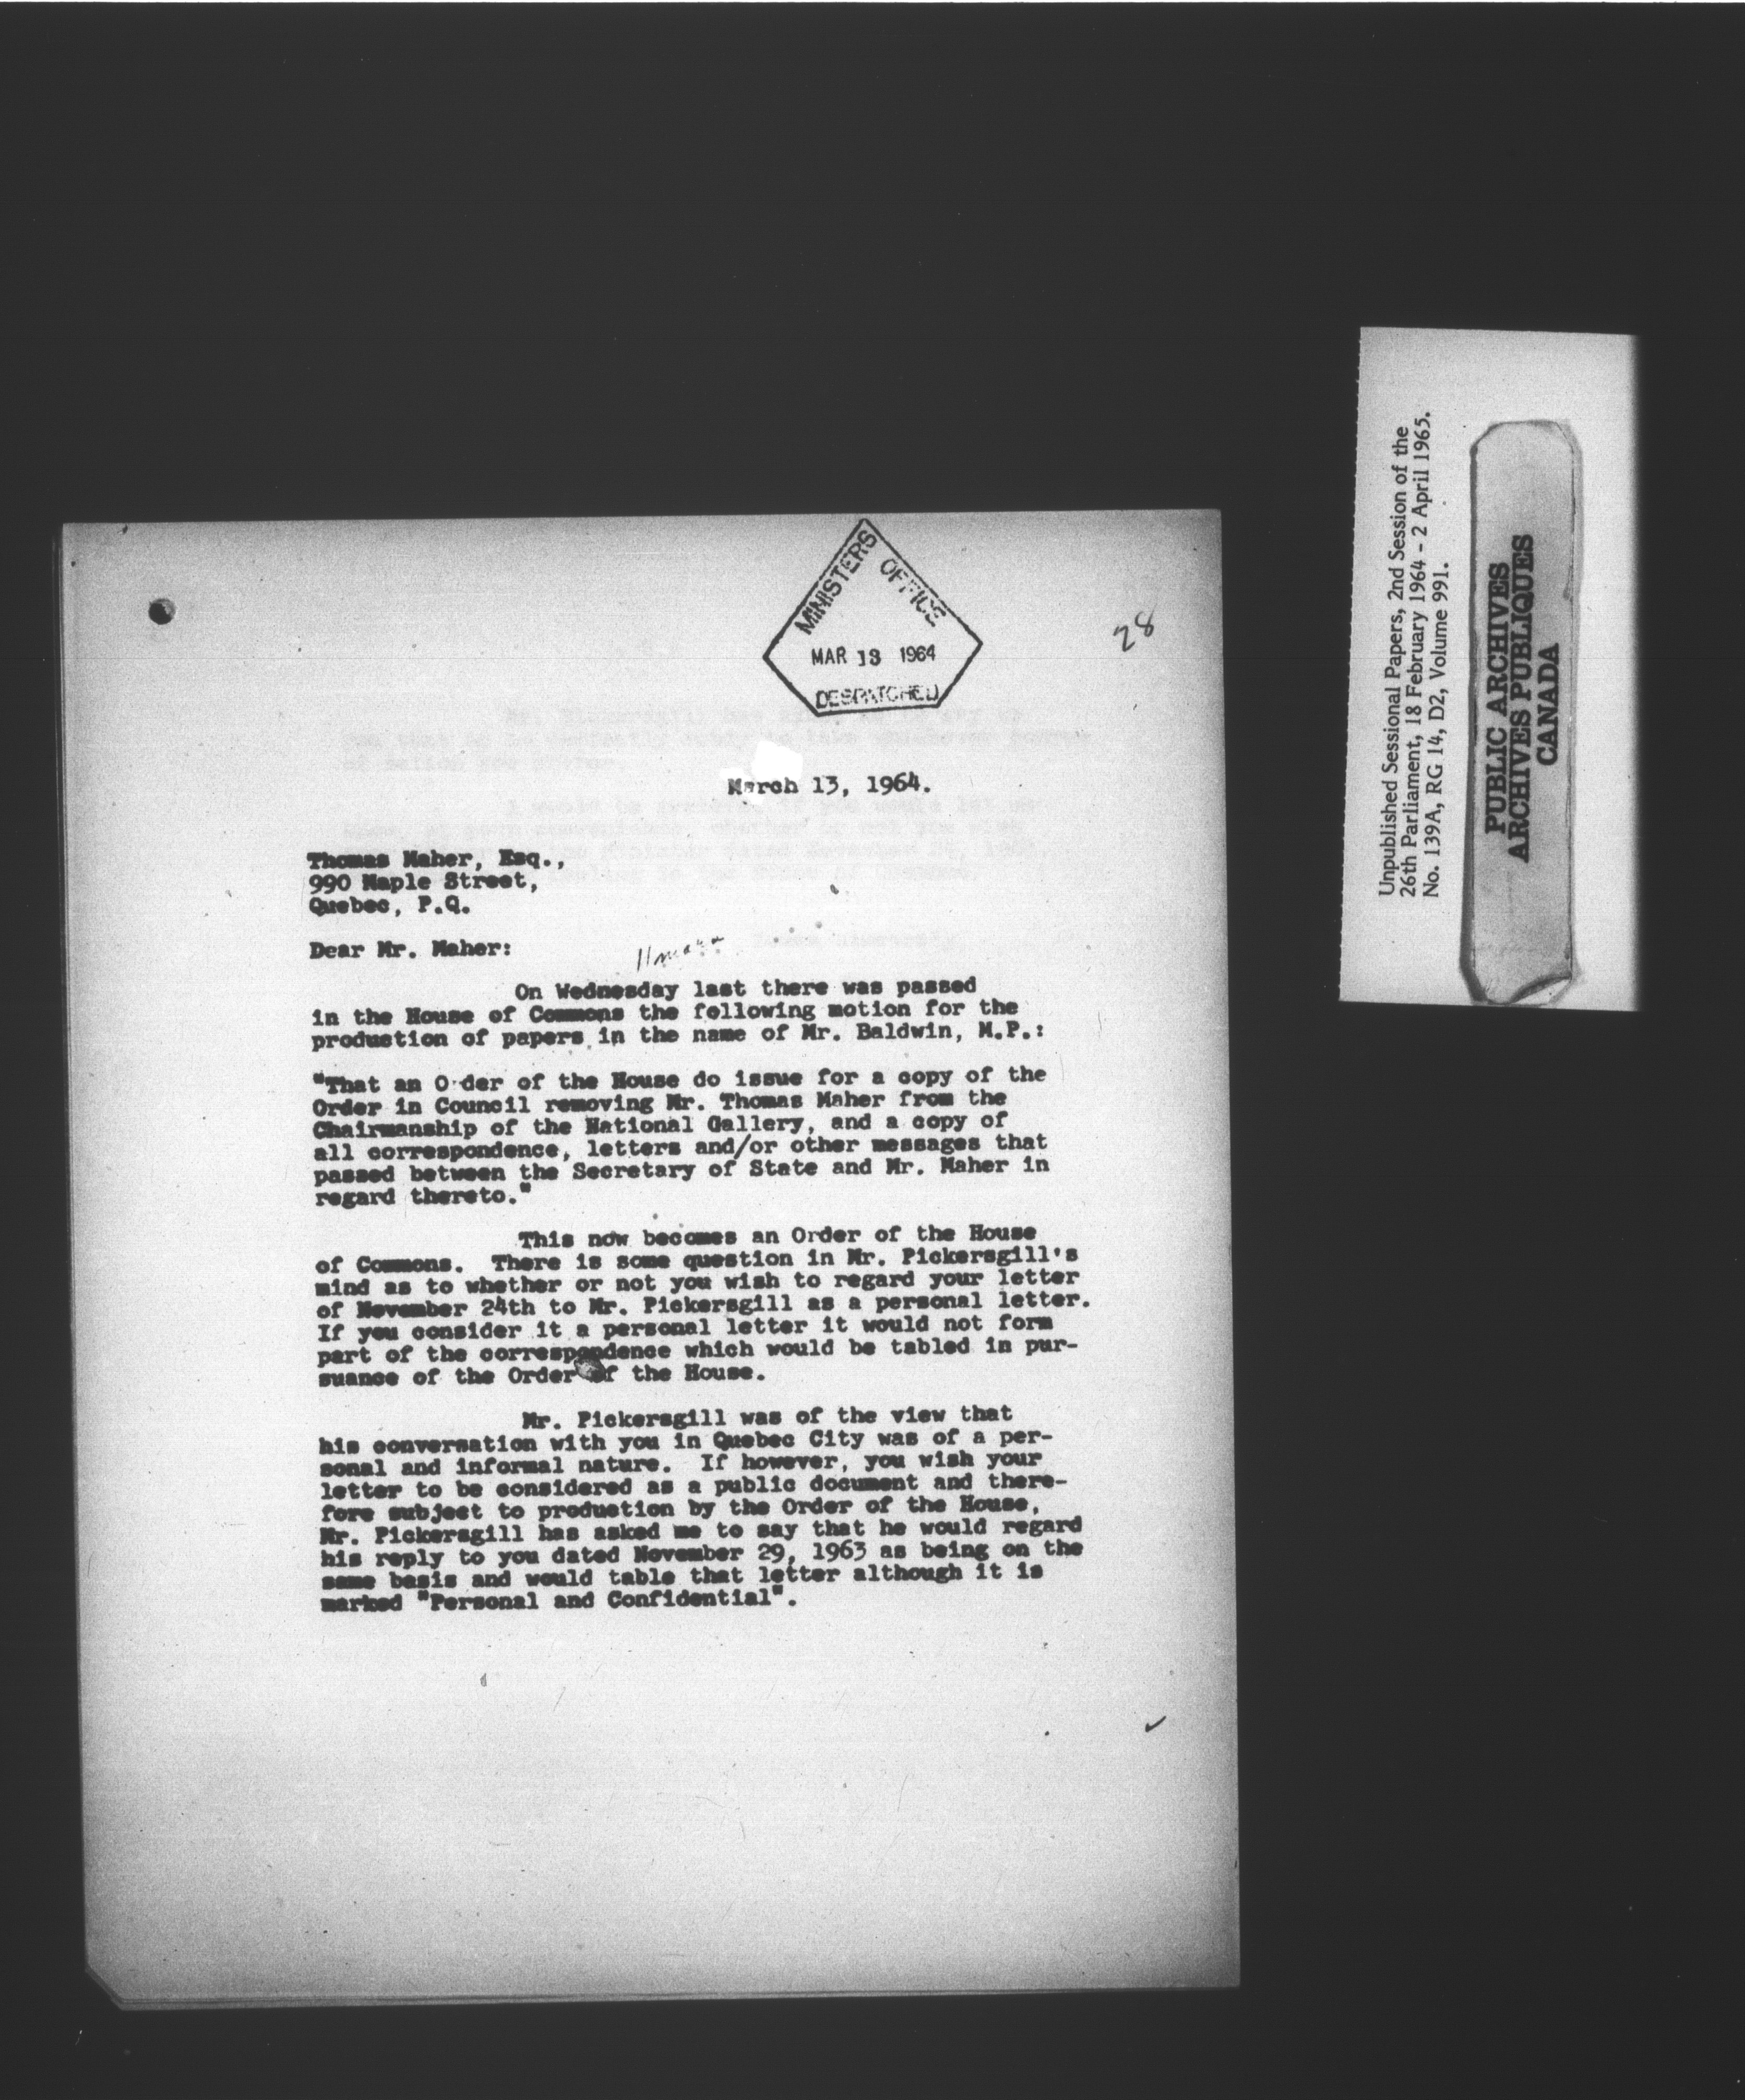 MINISTERS OFFICE
MAR 13 1964
DESPATCHED
28
March 13, 1964.
Thomas Maher, Esq.,
990 Maple Street,
Quebec, P.Q.
Dear Mr. Maher:
On Wednesday last there was passed
in the House of Commons the following motion for the
production of papers in the name of Mr. Baldwin, M.P.:
"That an O der of the House do issue for a copy of the
Order in Council removing Mr. Thomas Maher from the
Chairmanship of the National Gallery, and a copy of
all correspondence, letters and/or other messages that
passed between the Secretary of State and Mr. Maher in
regard thereto."
This now becomes an Order of the House
of Commons. There is some question in Mr. Pickersgill's
mind as to whether or not you wish to regard your letter
of November 24th to Mr. Pickersgill as a personal letter.
If you consider it a personal letter it would not form
part of the correspondence which would be tabled in pur-
suance of the Order of the House.
Mr. Pickersgill was of the view that
his conversation with you in Quebec City was of a per-
sonal and informal nature. If however, you wish your
letter to be considered as a public document and there-
fore subject to production by the Order of the House,
Mr. Pickersgill has asked me to say that he would regard
his reply to you dated November 29, 1963 as being on the
same basis and would table that letter although it is
marked "Personal and Confidential".
Unpublished Sessional Papers, 2nd Session of the
26th Parliament, 18 February 1964 - 2 April 1965.
No. 139A, RG 14, D2, Volume 991.
PUBLIC ARCHIVES
ARCHIVES PUBLIQUES
CANADA